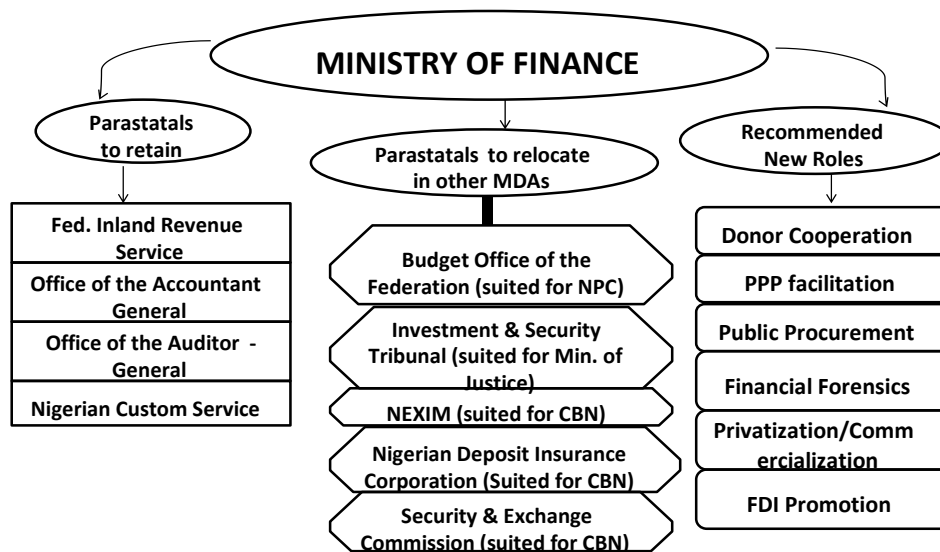 MINISTRY OF FINANCE
Parastatals
to retain
Fed. Inland Revenue
Service
Office of the Accountant
General
Office of the Auditor -
General
Nigerian Custom Service
Parastatals to relocate
in other MDAs
Budget Office of the
Federation (suited for NPC)
Investment & Security
Tribunal (suited for Min. of
Justice)
NEXIM (suited for CBN)
Nigerian Deposit Insurance
Corporation (Suited for CBN)
Security & Exchange
Commission (suited for CBN)
Recommended
New Roles
Donor Cooperation
PPP facilitation
Public Procurement
Financial Forensics
Privatization/Comm
ercialization
FDI Promotion